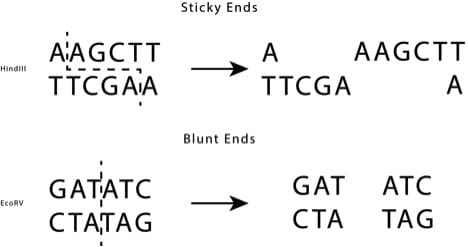 Sticky Ends
HindIII
AAGCTT
TTCGAA
A
TTCGA
AAGCTT
A
Blunt Ends
EcoRV
GATATC
CTATAG
GAT ATC
CTA TAG